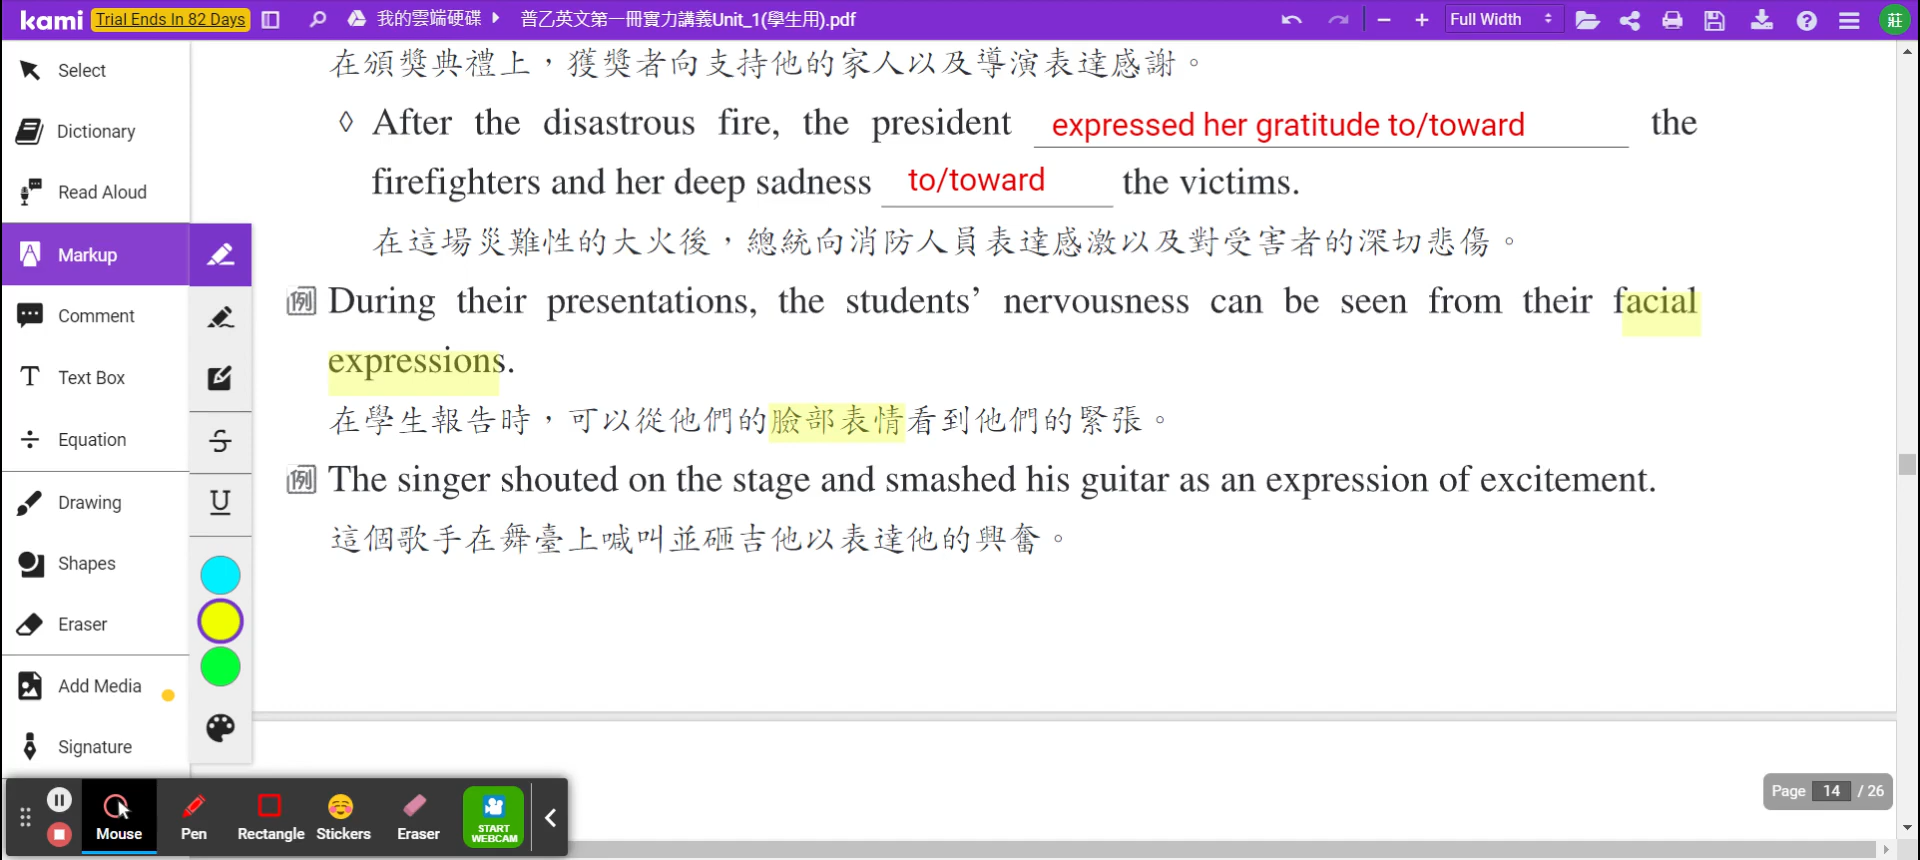 kami Trial Ends In 82 Days 我的雲端硬碟 普乙英文第一冊實力講義Unit_1(學生用).pdf Full Width 莊
Select
Dictionary
Read Aloud
Markup
Comment
Text Box
Equation
Drawing
Shapes
Eraser
Add Media
Signature
在頒獎典禮上，獲獎者向支持他的家人以及導演表達感謝。
◊ After the disastrous fire, the president expressed her gratitude to/toward the
firefighters and her deep sadness to/toward the victims.
在這場災難性的大火後，總統向消防人員表達感激以及對受害者的深切悲傷。
例 During their presentations, the students’ nervousness can be seen from their facial
expressions.
在學生報告時，可以從他們的臉部表情看到他們的緊張。
例 The singer shouted on the stage and smashed his guitar as an expression of excitement.
這個歌手在舞臺上喊叫並砸吉他以表達他的興奮。
Page 14 / 26
Mouse Pen Rectangle Stickers Eraser START
WEBCAM